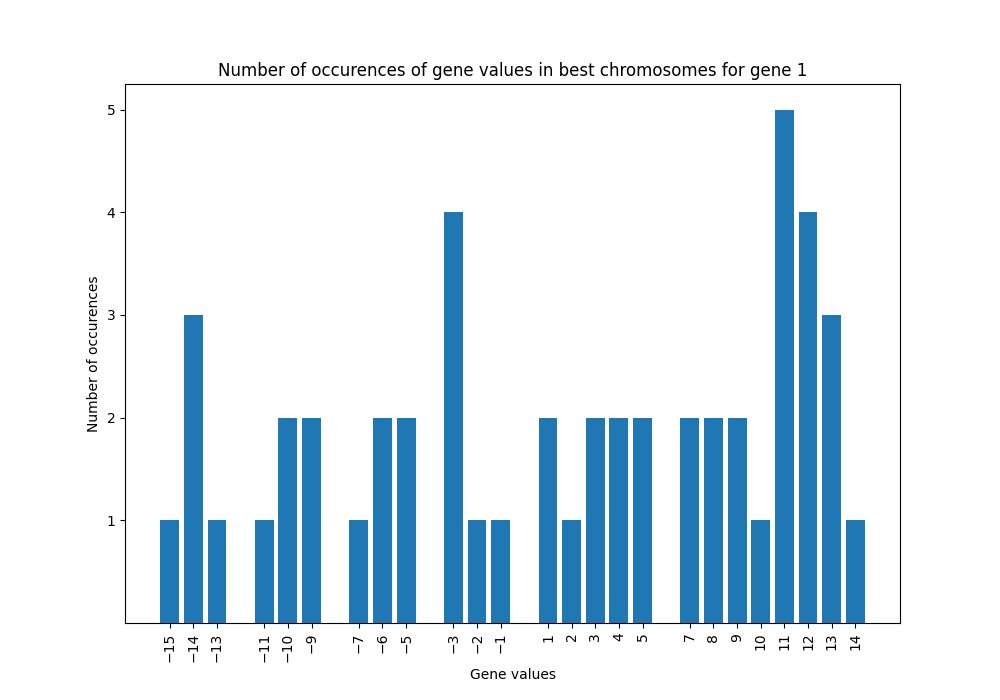 Number of occurences of gene values in best chromosomes for gene 1
Number of occurences
5
4
3
2
1
−15 −14 −13 −11 −10 −9 −7 −6 −5 −3 −2 −1 1 2 3 4 5 7 8 9 10 11 12 13 14
Gene values